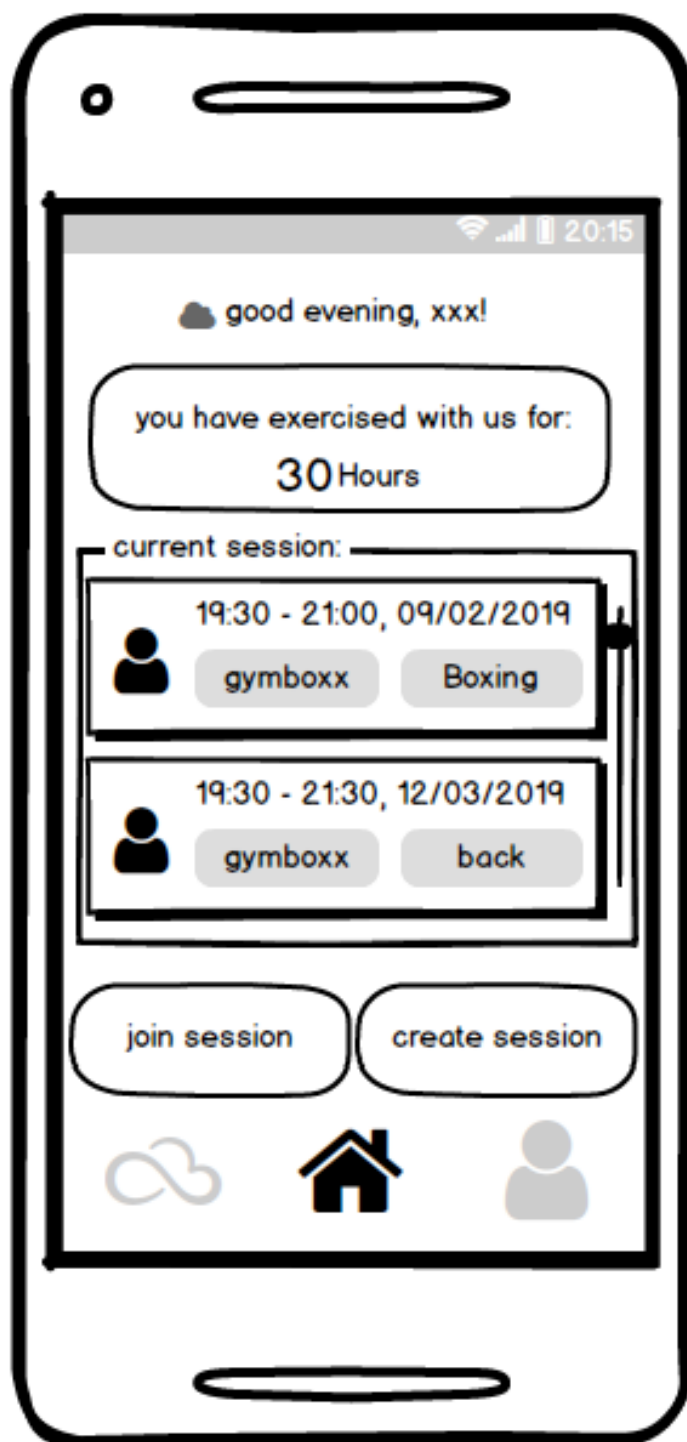 20:15
good evening, xxx!
you have exercised with us for:
30 Hours
current session:
19:30 - 21:00, 09/02/2019
gymboxx Boxing
19:30 - 21:30, 12/03/2019
gymboxx back
join session create session